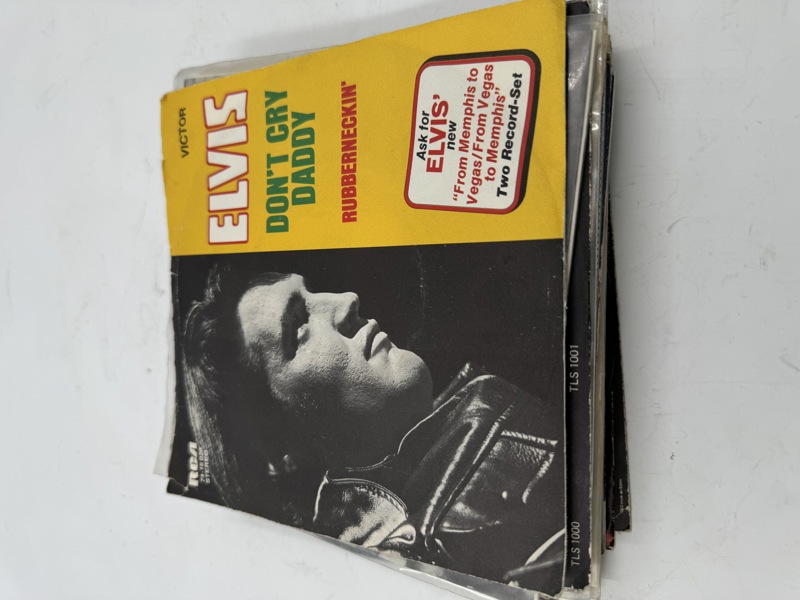 RCA
STEREO
VICTOR
ELVIS
DON'T CRY
DADDY
RUBBERNECKIN'
Ask for
ELVIS'
new
"From Memphis to
Vegas/From Vegas
to Memphis"
Two Record-Set
TLS 1000
TLS 1001